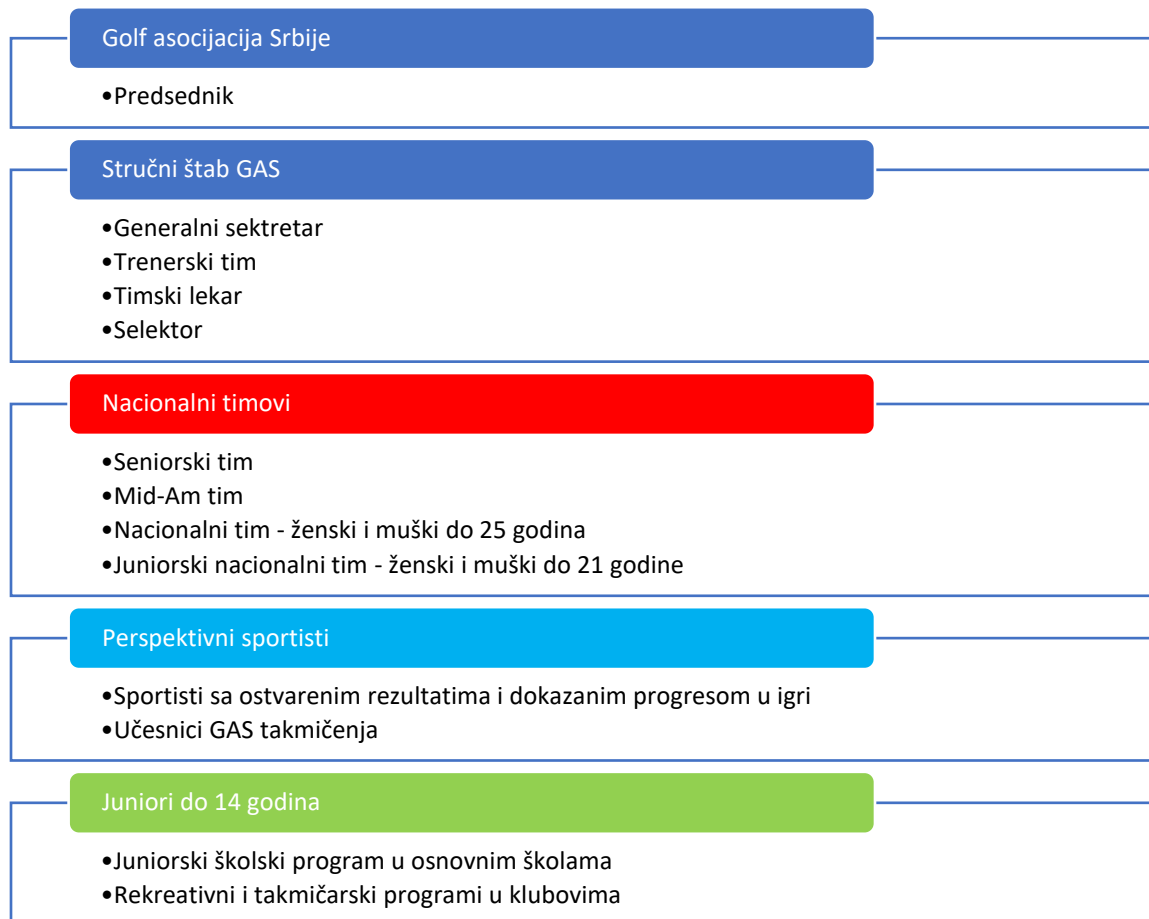 Golf asocijacija Srbije
•Predsednik
Stručni štab GAS
•Generalni sektretar
•Trenerski tim
•Timski lekar
•Selektor
Nacionalni timovi
•Seniorski tim
•Mid-Am tim
•Nacionalni tim - ženski i muški do 25 godina
•Juniorski nacionalni tim - ženski i muški do 21 godine
Perspektivni sportisti
•Sportisti sa ostvarenim rezultatima i dokazanim progresom u igri
•Učesnici GAS takmičenja
Juniori do 14 godina
•Juniorski školski program u osnovnim školama
•Rekreativni i takmičarski programi u klubovima